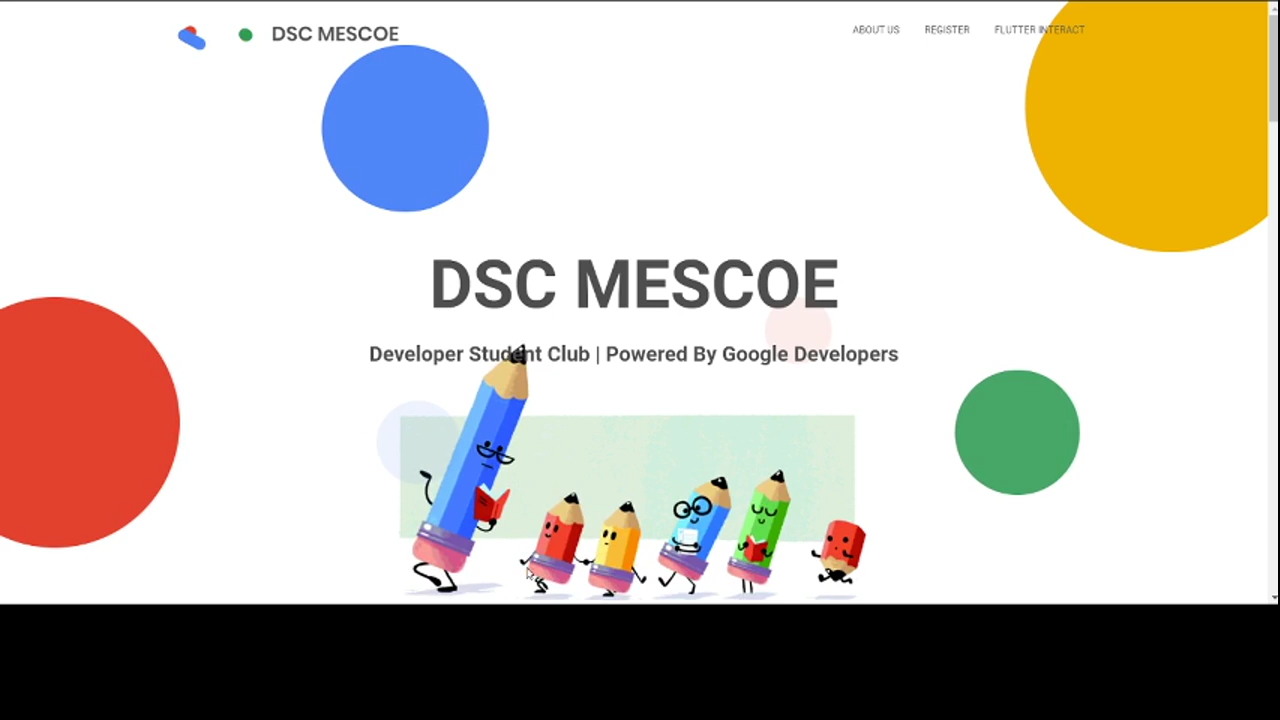 DSC MESCOE
ABOUT US
REGISTER
FLUTTER INTERACT
DSC MESCOE
Developer Student Club | Powered By Google Developers